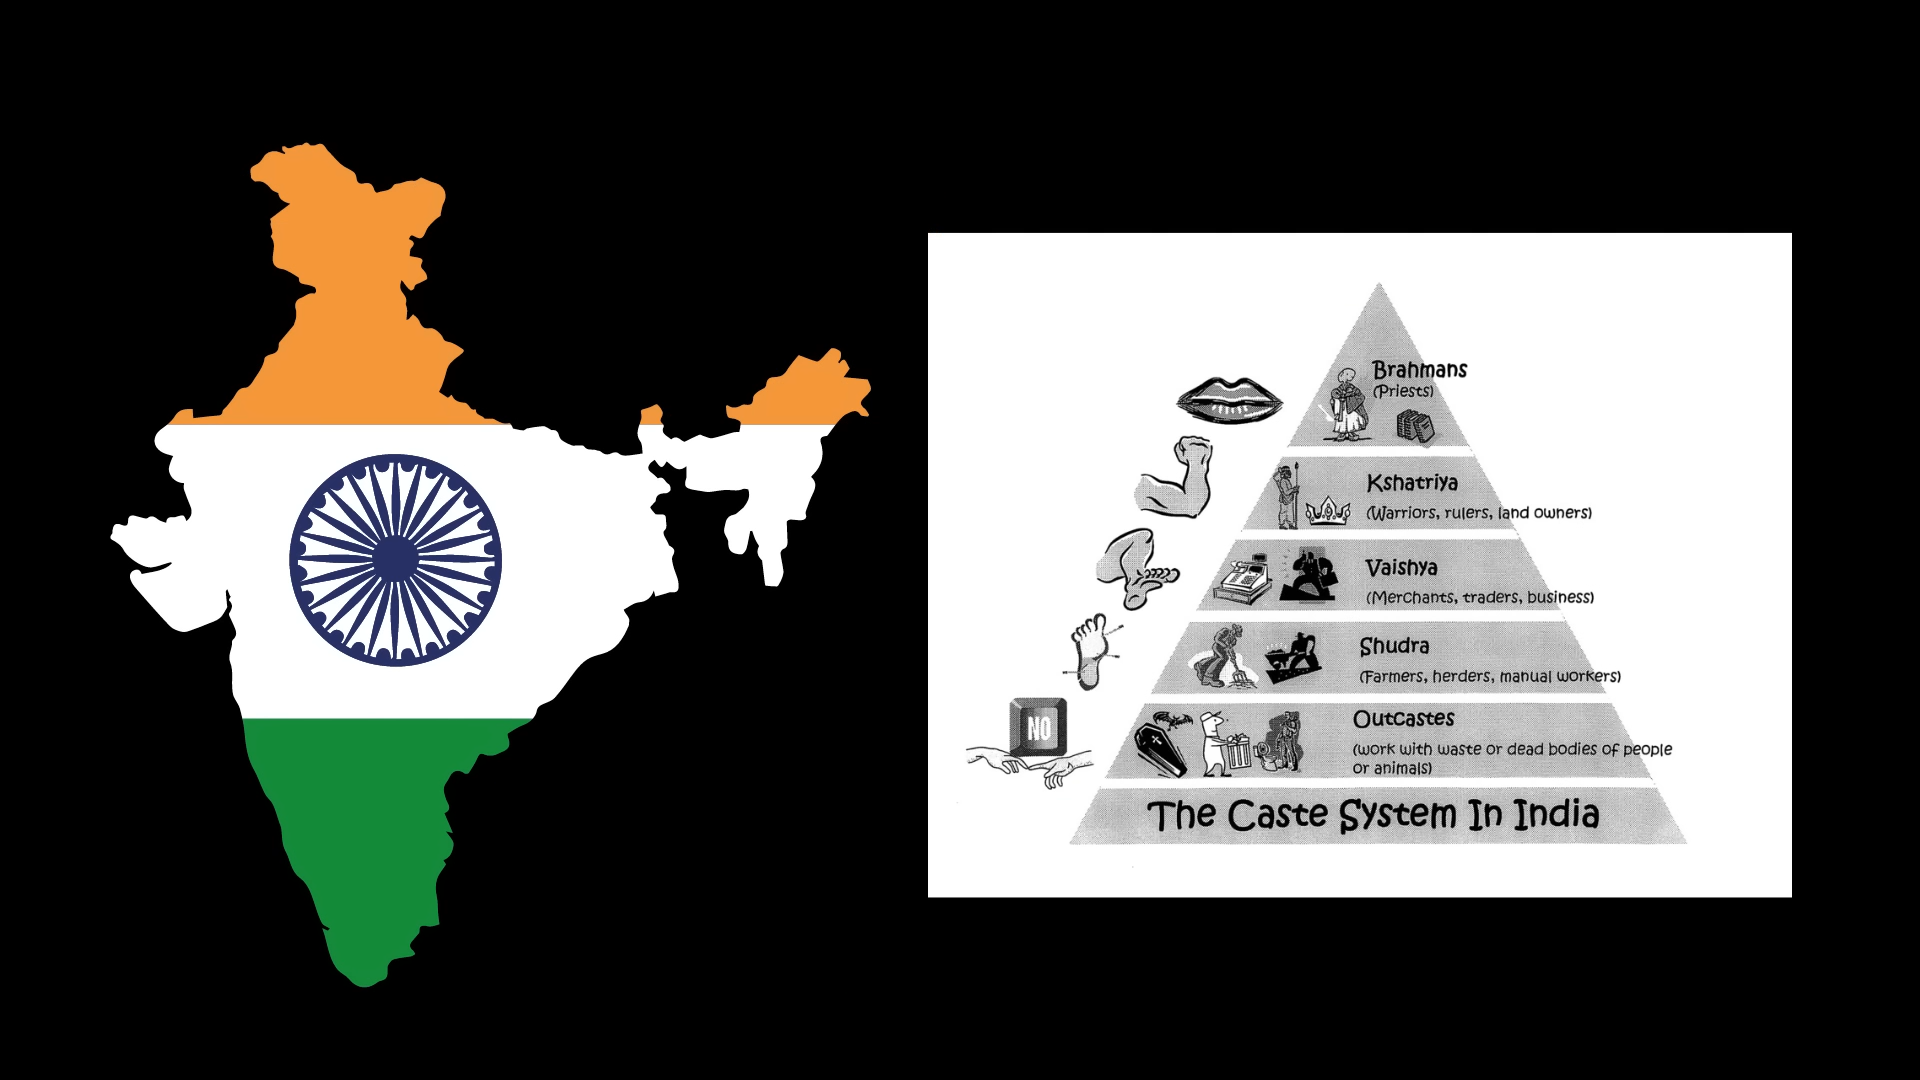 Brahmans
(Priests)
Kshatriya
(Warriors, rulers, land owners)
Vaishya
(Merchants, traders, business)
Shudra
(Farmers, herders, manual workers)
NO
Outcastes
(work with waste or dead bodies of people
or animals)
The Caste System In India